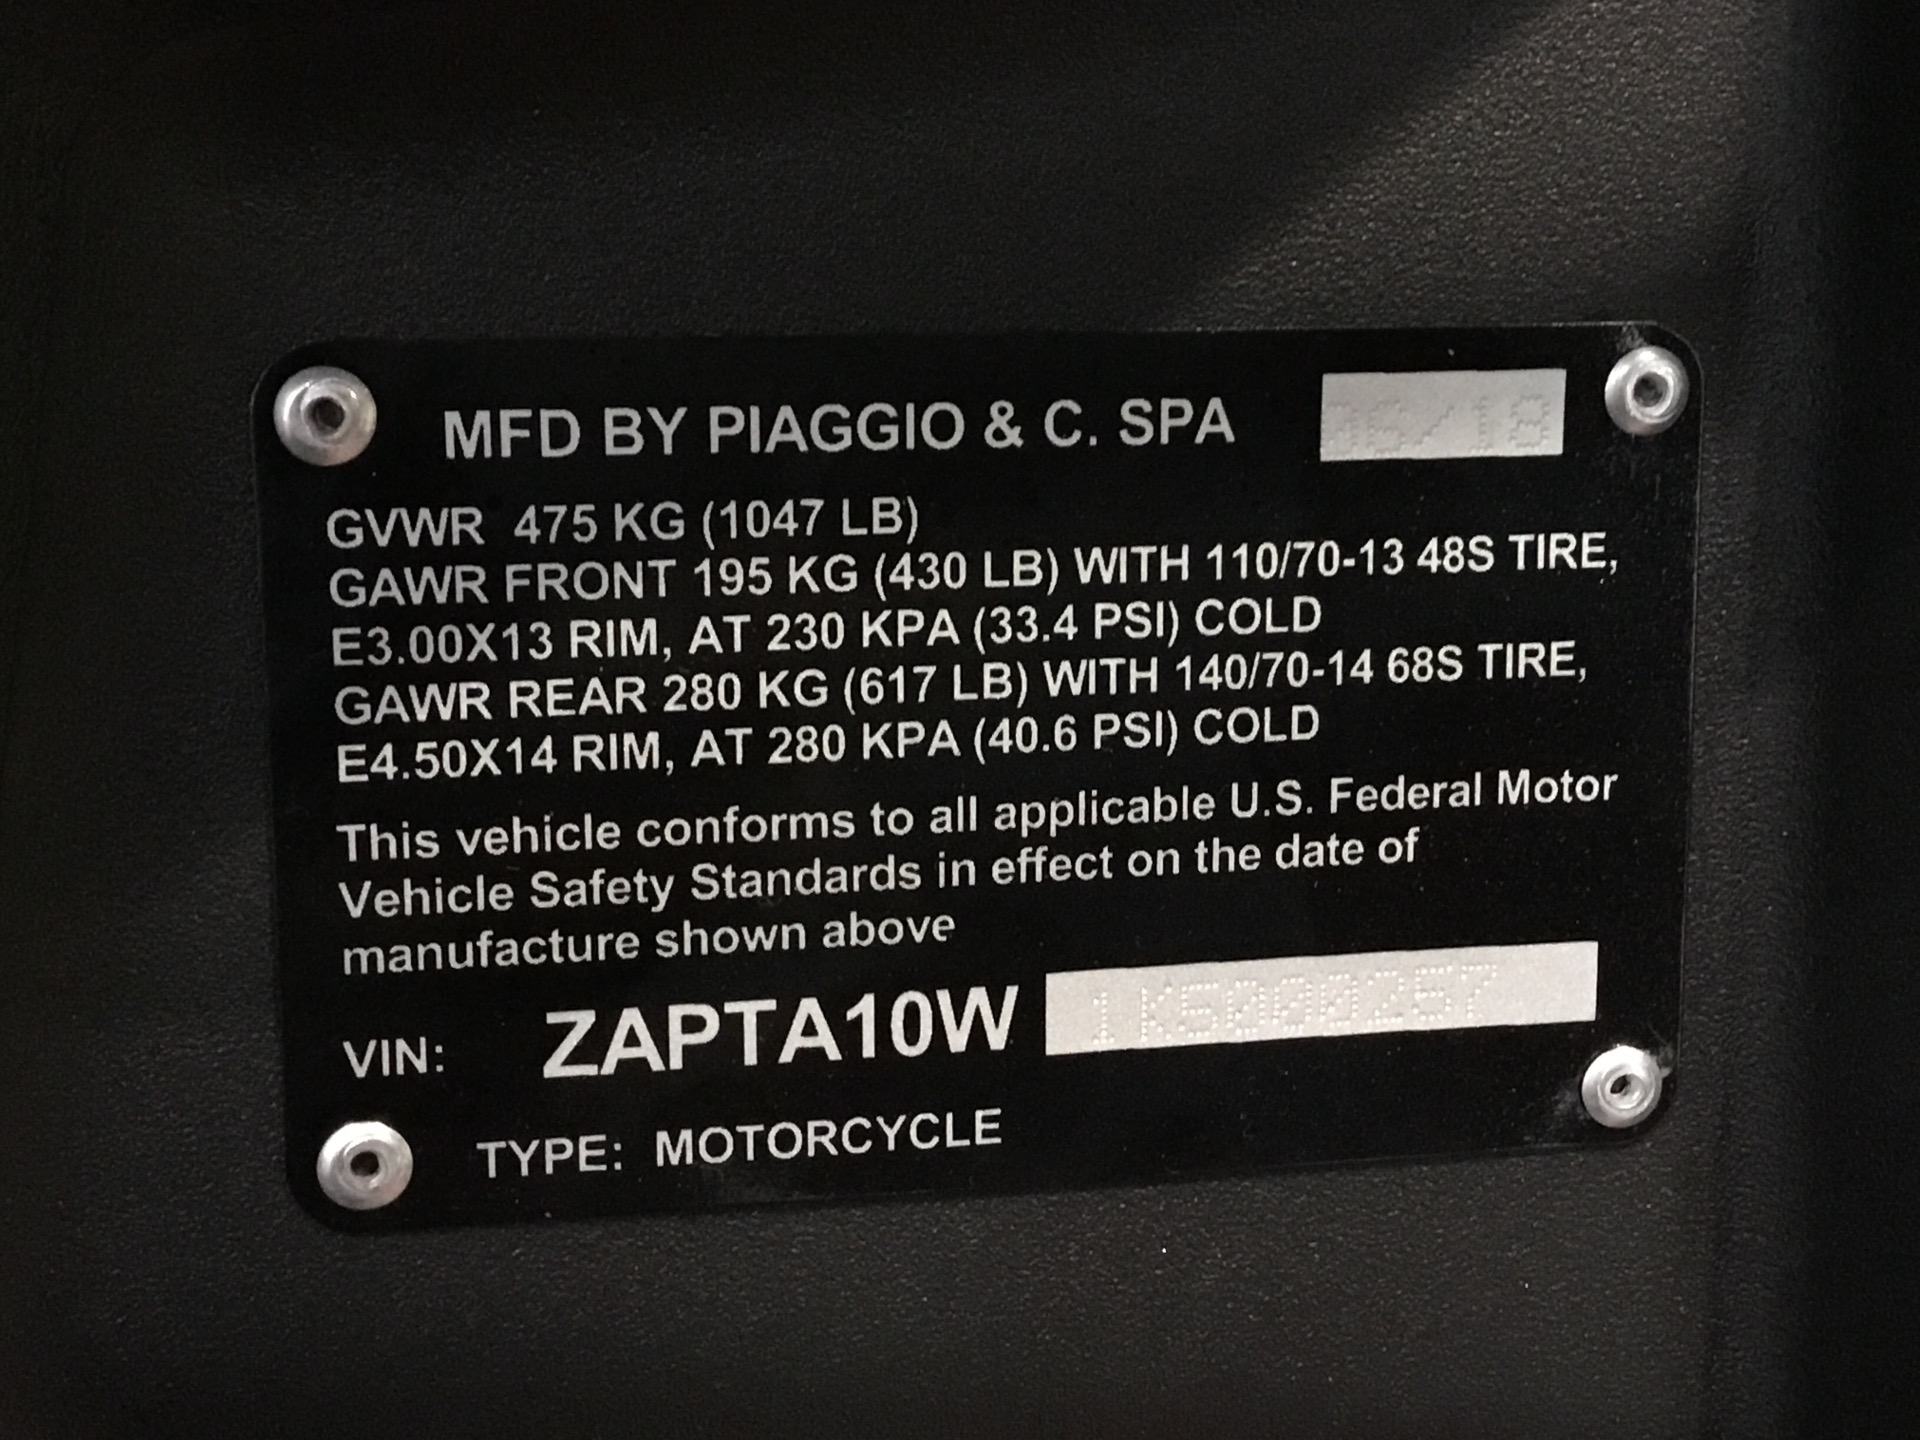 MFD BY PIAGGIO & C. SPA 06/18
GVWR 475 KG (1047 LB)
GAWR FRONT 195 KG (430 LB) WITH 110/70-13 48S TIRE,
E3.00X13 RIM, AT 230 KPA (33.4 PSI) COLD
GAWR REAR 280 KG (617 LB) WITH 140/70-14 68S TIRE,
E4.50X14 RIM, AT 280 KPA (40.6 PSI) COLD
This vehicle conforms to all applicable U.S. Federal Motor
Vehicle Safety Standards in effect on the date of
manufacture shown above
VIN: ZAPTA10W 1K5000257
TYPE: MOTORCYCLE